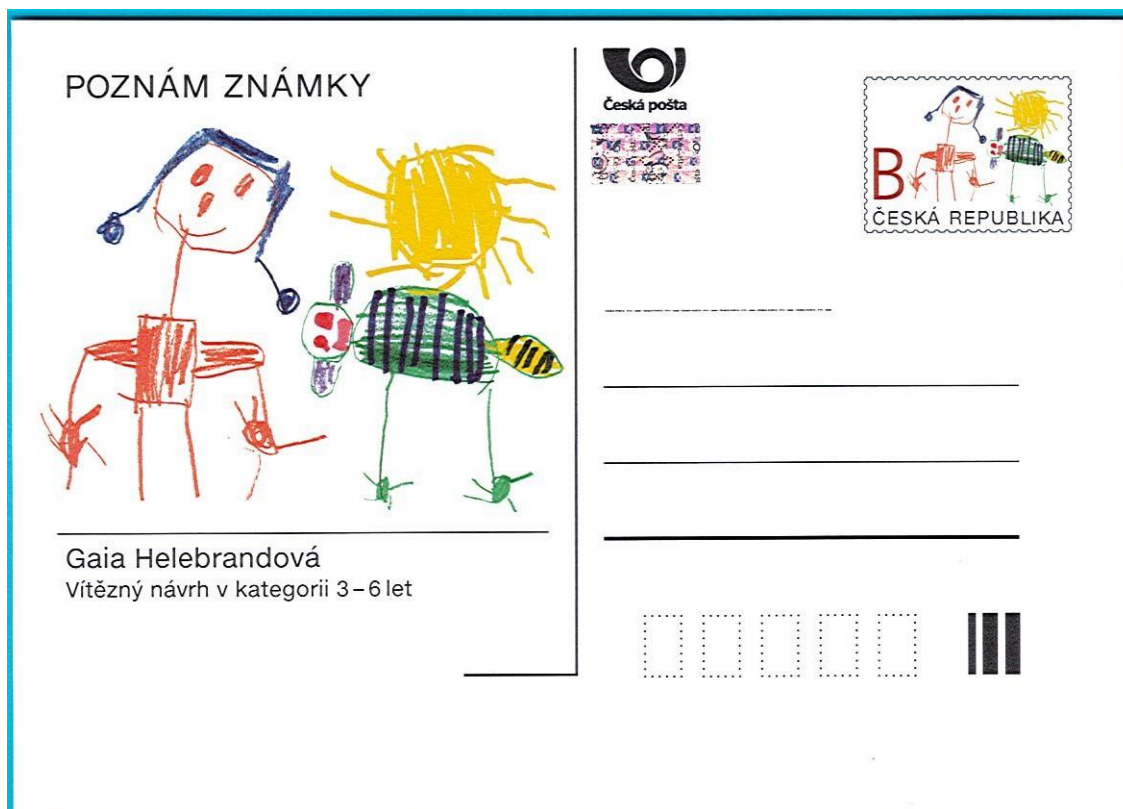 POZNÁM ZNÁMKY
Gaia Helebrandová
Vítězný návrh v kategorii 3–6 let
Česká pošta
B
ČESKÁ REPUBLIKA